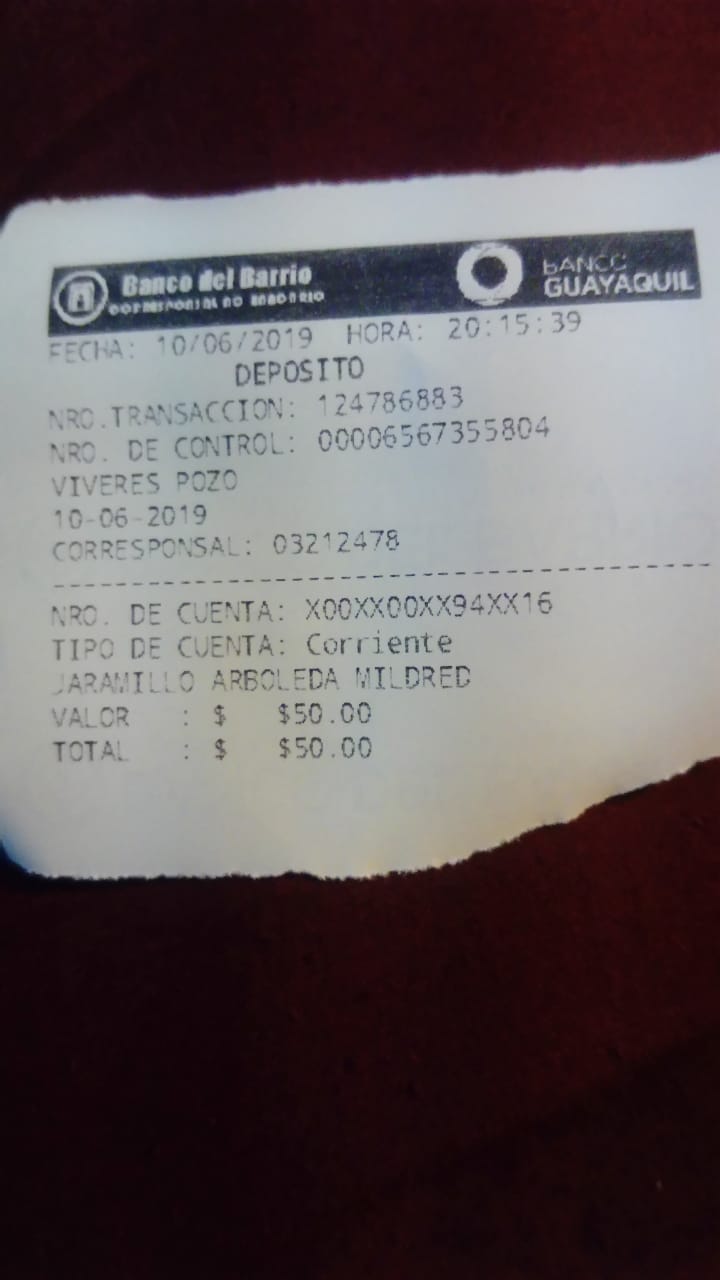 Banco del Barrio
CORRESPONSAL NO BANCARIO
BANCO
GUAYAQUIL
FECHA: 10/06/2019 HORA: 20:15:39
DEPOSITO
NRO.TRANSACCION: 124786883
NRO. DE CONTROL: 00006567355804
VIVERES POZO
10-06-2019
CORRESPONSAL: 03212478
NRO. DE CUENTA: X00XX00XX94XX16
TIPO DE CUENTA: Corriente
JARAMILLO ARBOLEDA MILDRED
VALOR : $ $50.00
TOTAL : $ $50.00